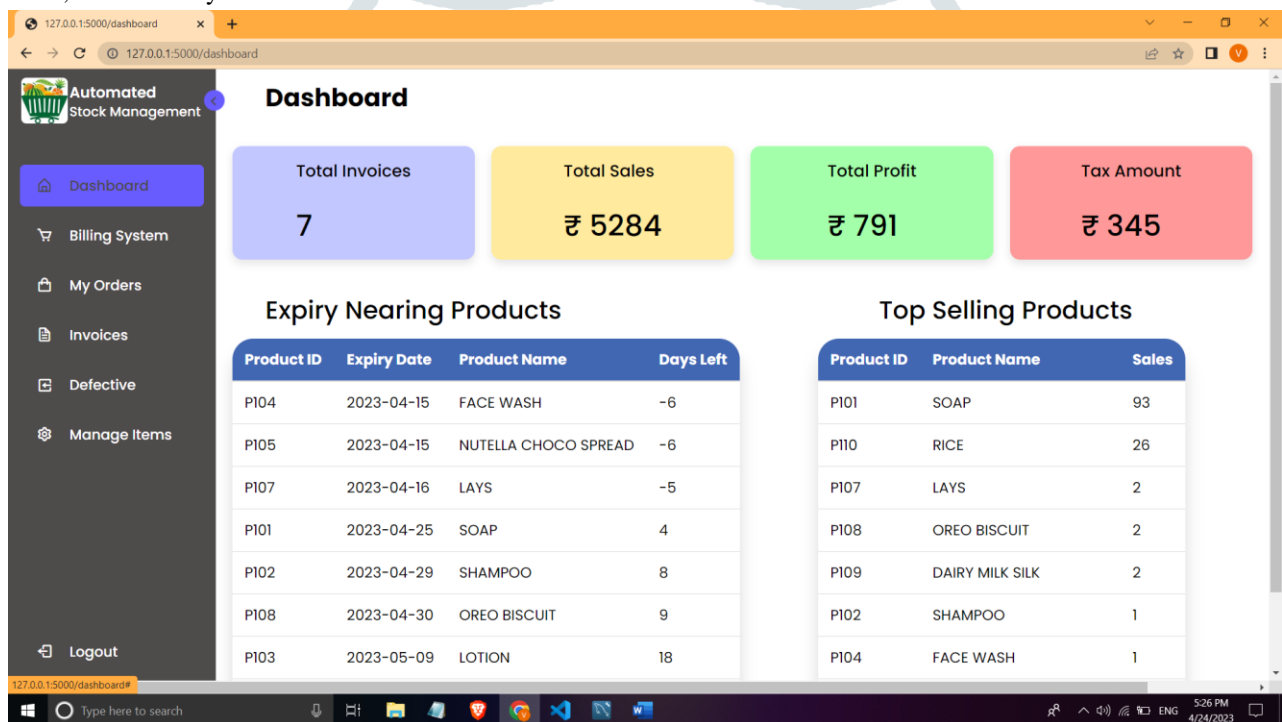 127.0.0.1:5000/dashboard
127.0.0.1:5000/dashboard
V
Automated
Stock Management
Dashboard
Billing System
My Orders
Invoices
Defective
Manage Items
Logout
Dashboard
Total Invoices
7
Total Sales
₹ 5284
Total Profit
₹ 791
Tax Amount
₹ 345
Expiry Nearing Products
Product ID Expiry Date Product Name Days Left
P104 2023-04-15 FACE WASH -6
P105 2023-04-15 NUTELLA CHOCO SPREAD -6
P107 2023-04-16 LAYS -5
P101 2023-04-25 SOAP 4
P102 2023-04-29 SHAMPOO 8
P108 2023-04-30 OREO BISCUIT 9
P103 2023-05-09 LOTION 18
Top Selling Products
Product ID Product Name Sales
P101 SOAP 93
P110 RICE 26
P107 LAYS 2
P108 OREO BISCUIT 2
P109 DAIRY MILK SILK 2
P102 SHAMPOO 1
P104 FACE WASH 1
127.0.0.1:5000/dashboard#
Type here to search
ENG
5:26 PM
4/24/2023